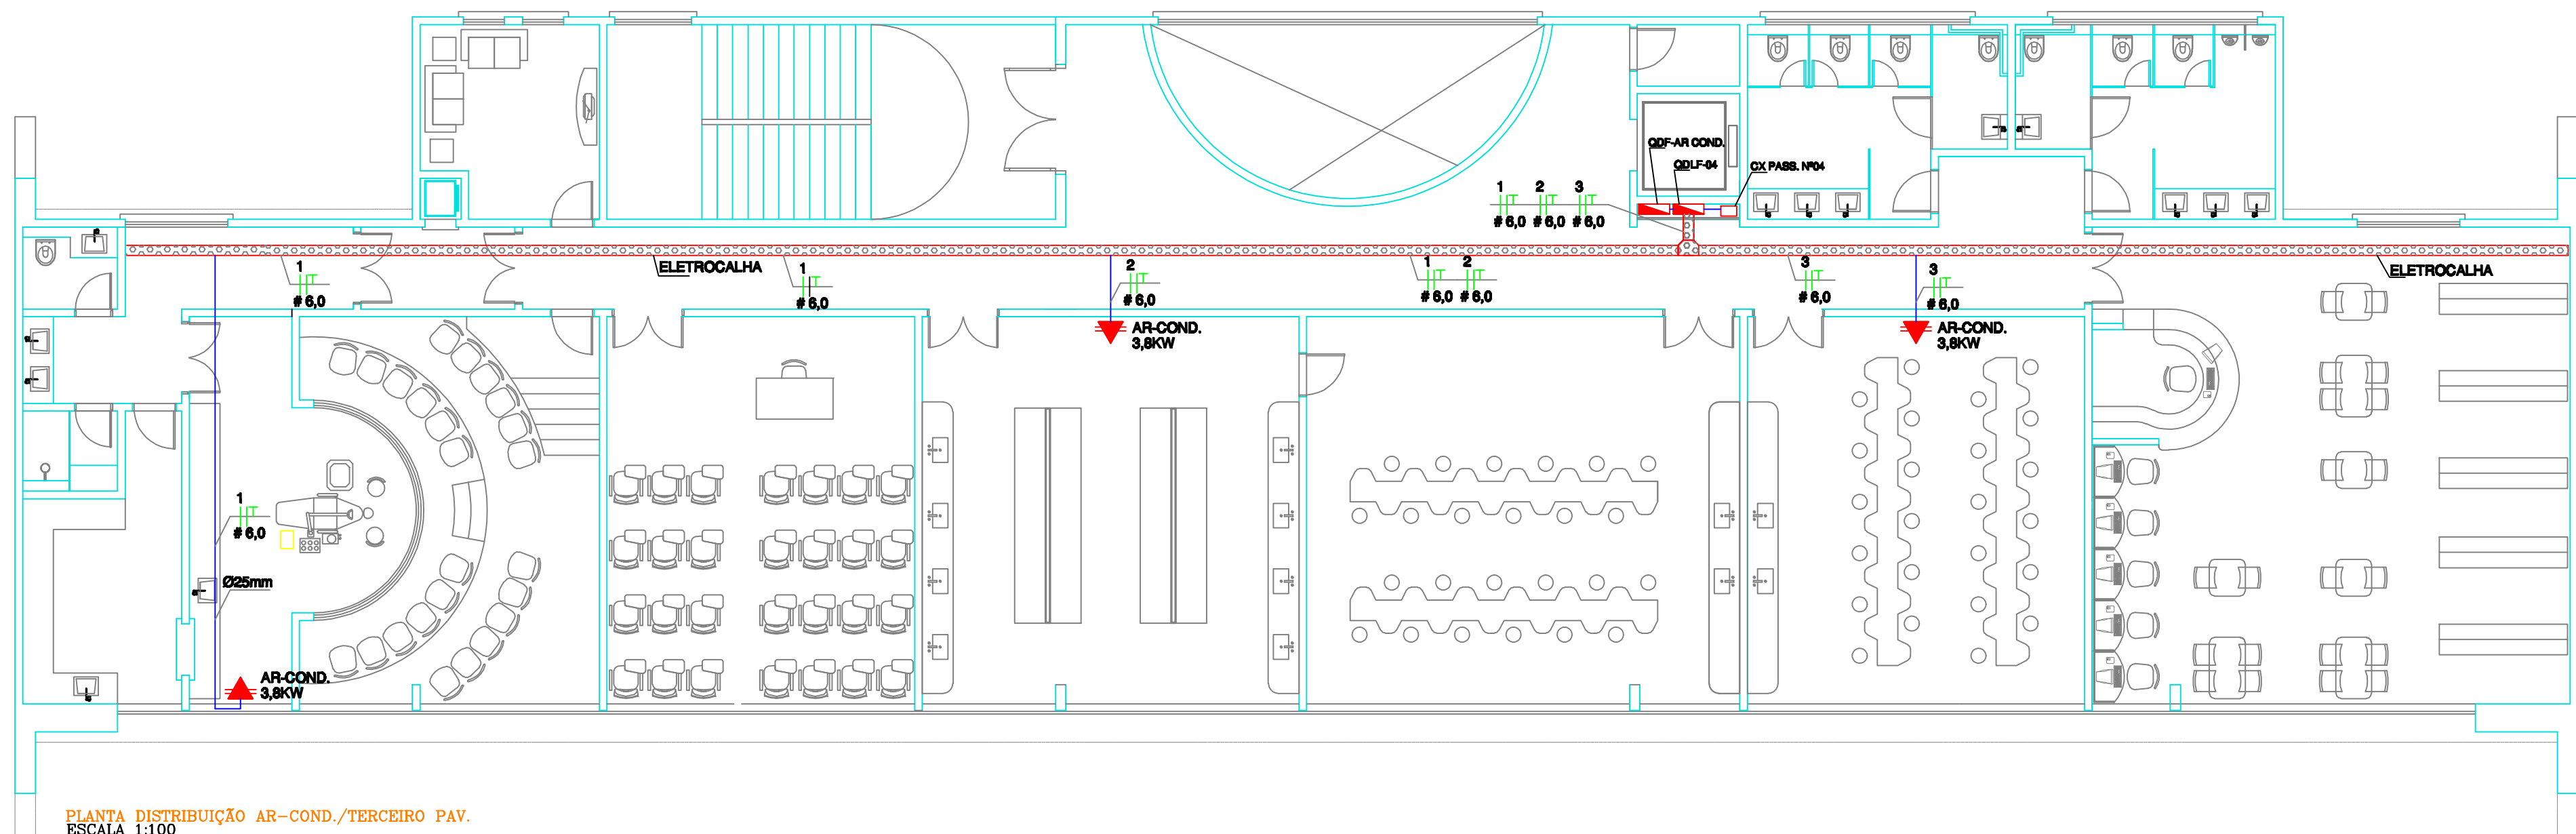 QDF-AR COND.
QDLF-04
CX PASS. Nº04
1 2 3
T T T
# 6,0 # 6,0 # 6,0
1
T
# 6,0
ELETROCALHA
1
T
# 6,0
2
T
# 6,0
1 2
T T
# 6,0 # 6,0
3
T
# 6,0
3
T
# 6,0
ELETROCALHA
AR-COND.
3,8KW
AR-COND.
3,8KW
1
T
# 6,0
Ø25mm
AR-COND.
3,8KW
PLANTA DISTRIBUIÇÃO AR-COND./TERCEIRO PAV.
ESCALA 1:100